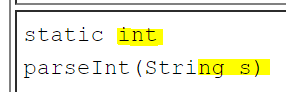 static int
parseInt(String s)